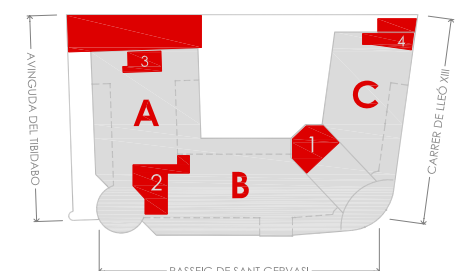 AVINGUDA DEL TIBIDABO
CARRER DE LLEÓ XIII
3
4
A
C
1
2
B
PASSEIG DE SANT GERVASI